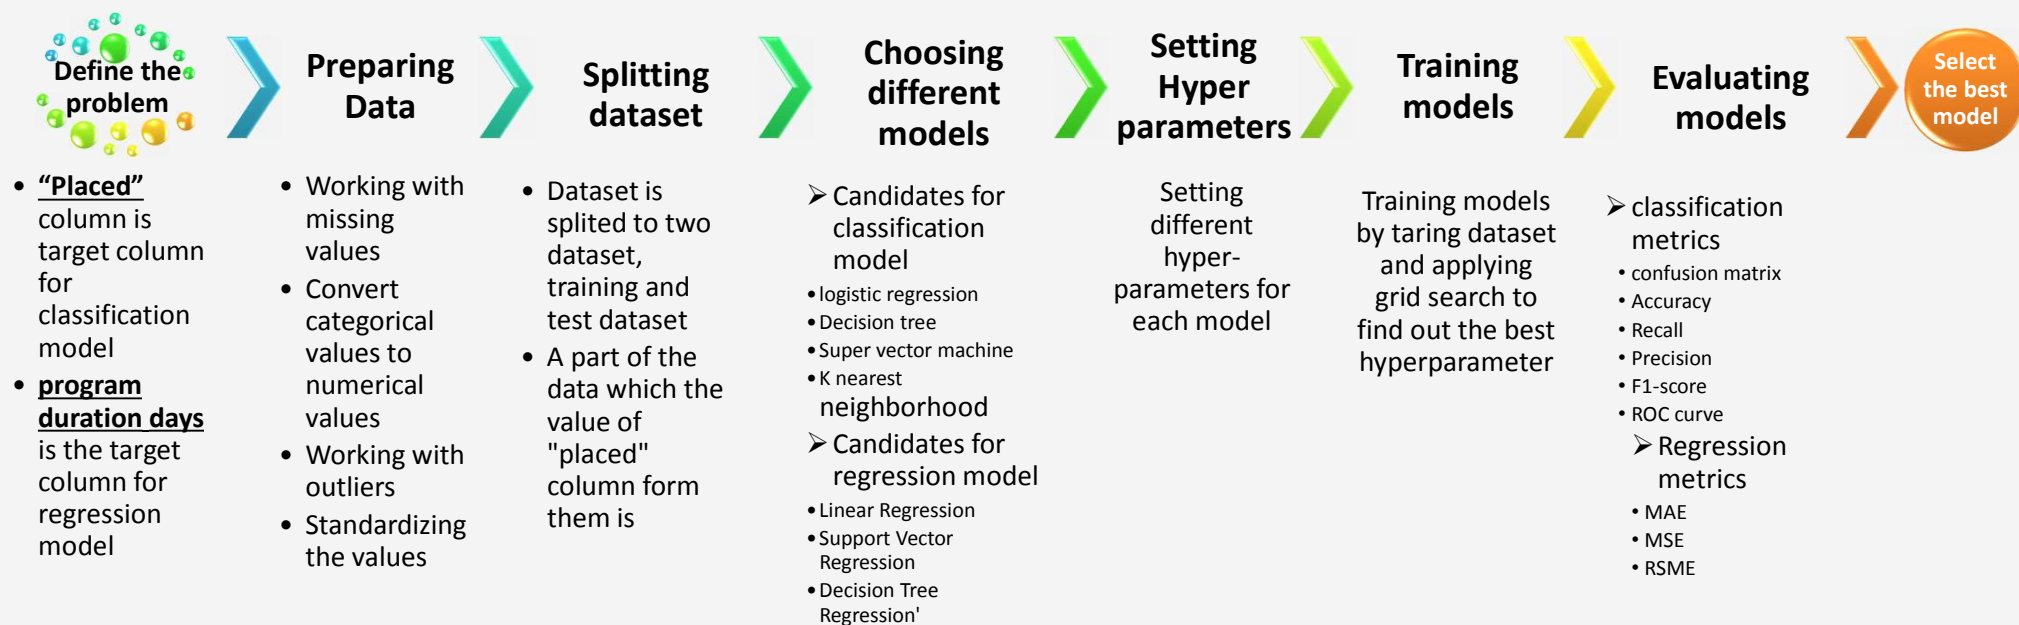 Define the
problem
• “Placed”
column is
target column
for
classification
model
• program
duration days
is the target
column for
regression
model
Preparing
Data
• Working with
missing
values
• Convert
categorical
values to
numerical
values
• Working with
outliers
• Standardizing
the values
Splitting
dataset
• Dataset is
splited to two
dataset,
training and
test dataset
• A part of the
data which the
value of
"placed"
column form
them is
Choosing
different
models
➢ Candidates for
classification
model
• logistic regression
• Decision tree
• Super vector machine
• K nearest
neighborhood
➢ Candidates for
regression model
• Linear Regression
• Support Vector
Regression
• Decision Tree
Regression'
Setting
Hyper
parameters
Setting
different
hyper-
parameters for
each model
Training
models
Training models
by taring dataset
and applying
grid search to
find out the best
hyperparameter
Evaluating
models
➢ classification
metrics
• confusion matrix
• Accuracy
• Recall
• Precision
• F1-score
• ROC curve
➢ Regression
metrics
• MAE
• MSE
• RSME
Select
the best
model